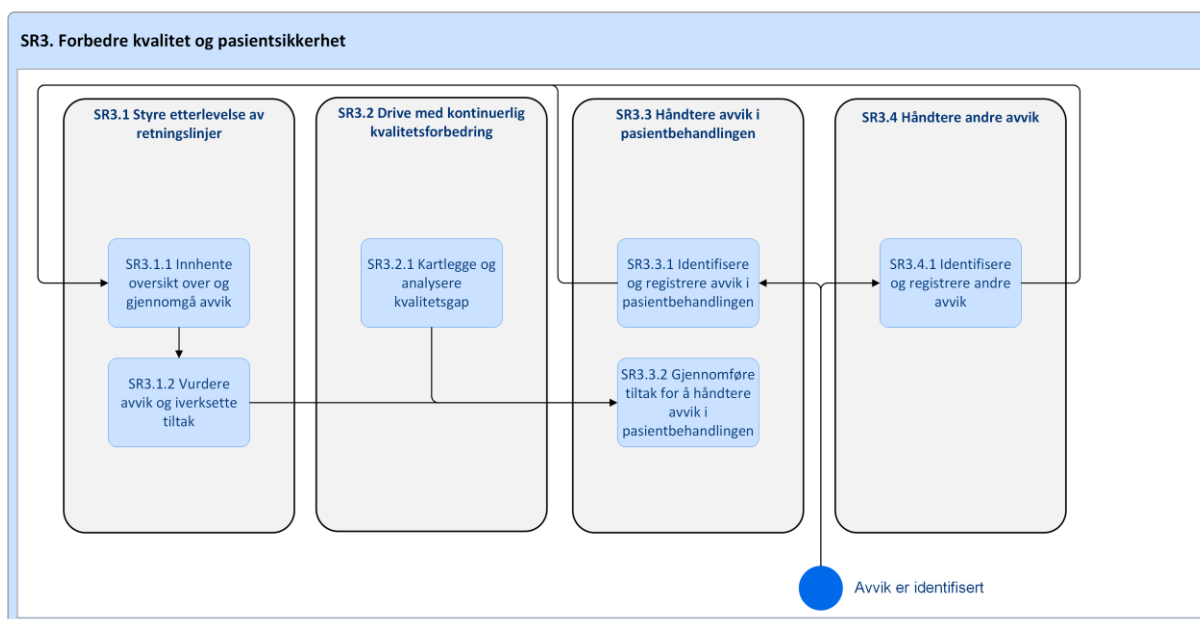 SR3. Forbedre kvalitet og pasientsikkerhet
SR3.1 Styre etterlevelse av
retningslinjer
SR3.2 Drive med kontinuerlig
kvalitetsforbedring
SR3.3 Håndtere avvik i
pasientbehandlingen
SR3.4 Håndtere andre avvik
SR3.1.1 Innhente
oversikt over og
gjennomgå avvik
SR3.2.1 Kartlegge og
analysere
kvalitetsgap
SR3.3.1 Identifisere
og registrere avvik i
pasientbehandlingen
SR3.4.1 Identifisere
og registrere andre
avvik
SR3.1.2 Vurdere
avvik og iverksette
tiltak
SR3.3.2 Gjennomføre
tiltak for å håndtere
avvik i
pasientbehandlingen
Avvik er identifisert